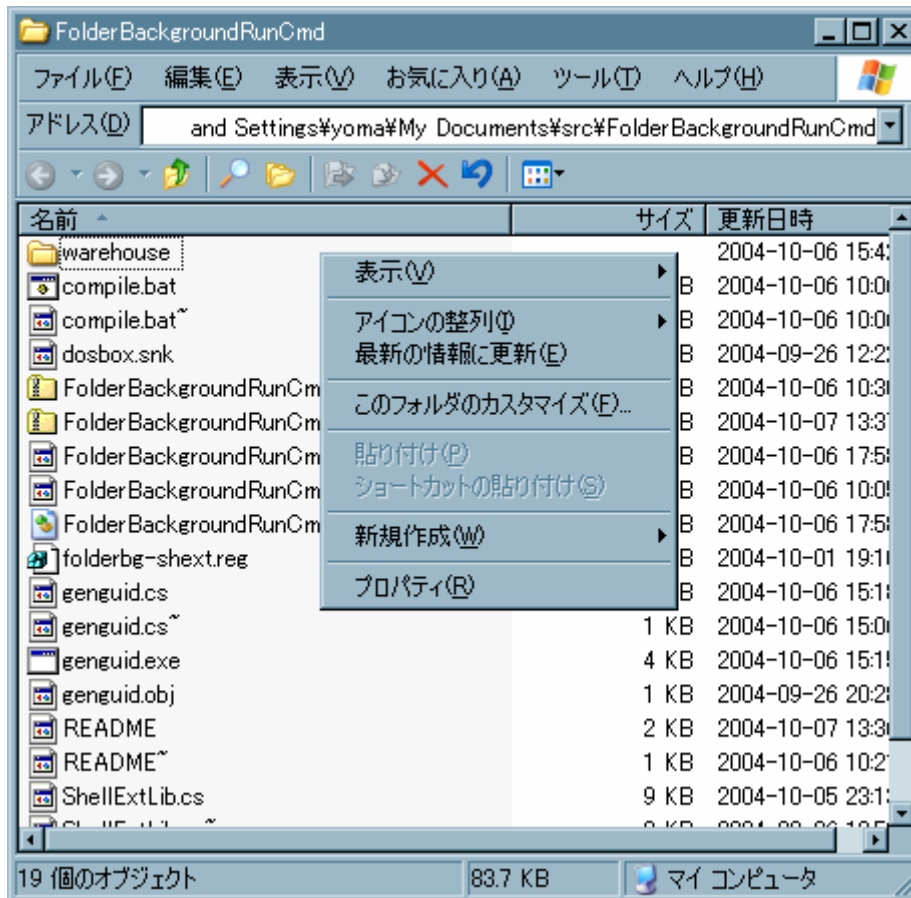 FolderBackgroundRunCmd
ファイル(F) 編集(E) 表示(V) お気に入り(A) ツール(T) ヘルプ(H)
アドレス(D) and Settings¥yoma¥My Documents¥src¥FolderBackgroundRunCmd
名前 サイズ 更新日時
warehouse 2004-10-06 15:4
compile.bat B 2004-10-06 10:0
compile.bat~ B 2004-10-06 10:0
dosbox.snk B 2004-09-26 12:2
FolderBackgroundRunCm B 2004-10-06 10:3
FolderBackgroundRunCm B 2004-10-07 13:3
FolderBackgroundRunCm B 2004-10-06 17:5
FolderBackgroundRunCm B 2004-10-06 10:0
FolderBackgroundRunCm B 2004-10-06 17:5
folderbg-shext.reg B 2004-10-01 19:1
genguid.cs B 2004-10-06 15:1
genguid.cs~ 1 KB 2004-10-06 15:0
genguid.exe 4 KB 2004-10-06 15:1
genguid.obj 1 KB 2004-09-26 20:2
README 2 KB 2004-10-07 13:3
README~ 1 KB 2004-10-06 10:2
ShellExtLib.cs 9 KB 2004-10-05 23:1
表示(V)
アイコンの整列(I)
最新の情報に更新(E)
このフォルダのカスタマイズ(F)...
貼り付け(P)
ショートカットの貼り付け(S)
新規作成(W)
プロパティ(R)
19 個のオブジェクト 83.7 KB マイ コンピュータ